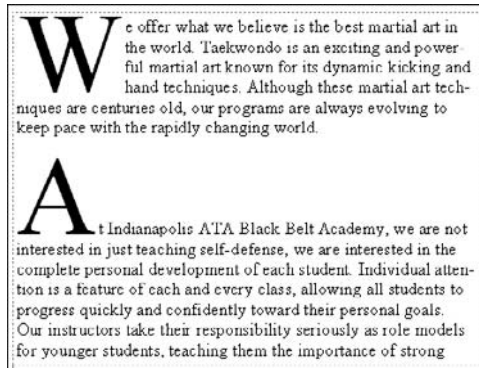 We offer what we believe is the best martial art in
the world. Taekwondo is an exciting and power-
ful martial art known for its dynamic kicking and
hand techniques. Although these martial art tech-
niques are centuries old, our programs are always evolving to
keep pace with the rapidly changing world.
At Indianapolis ATA Black Belt Academy, we are not
interested in just teaching self-defense, we are interested in the
complete personal development of each student. Individual atten-
tion is a feature of each and every class, allowing all students to
progress quickly and confidently toward their personal goals.
Our instructors take their responsibility seriously as role models
for younger students, teaching them the importance of strong